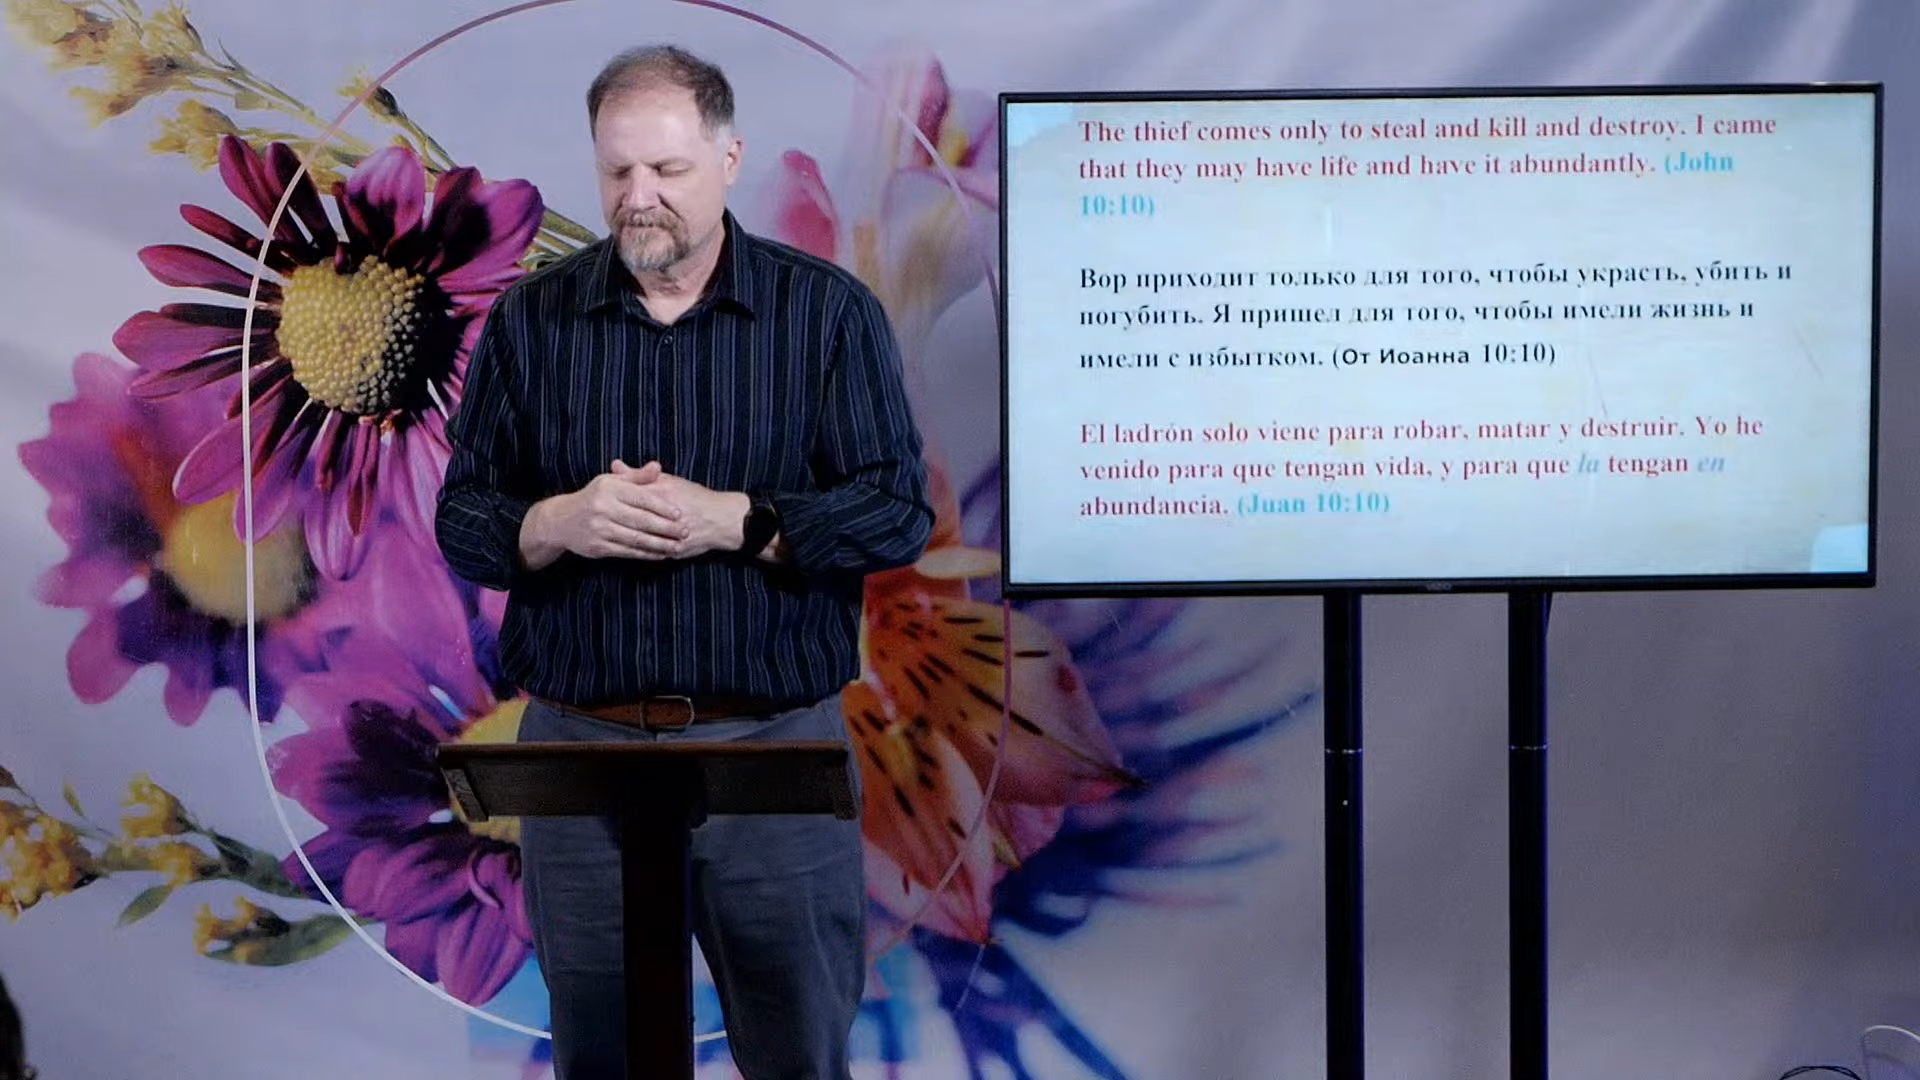 The thief comes only to steal and kill and destroy. I came
that they may have life and have it abundantly. (John
10:10)
Вор приходит только для того, чтобы украсть, убить и
погубить. Я пришел для того, чтобы имели жизнь и
имели с избытком. (От Иоанна 10:10)
El ladrón solo viene para robar, matar y destruir. Yo he
venido para que tengan vida, y para que la tengan en
abundancia. (Juan 10:10)
VIZIO